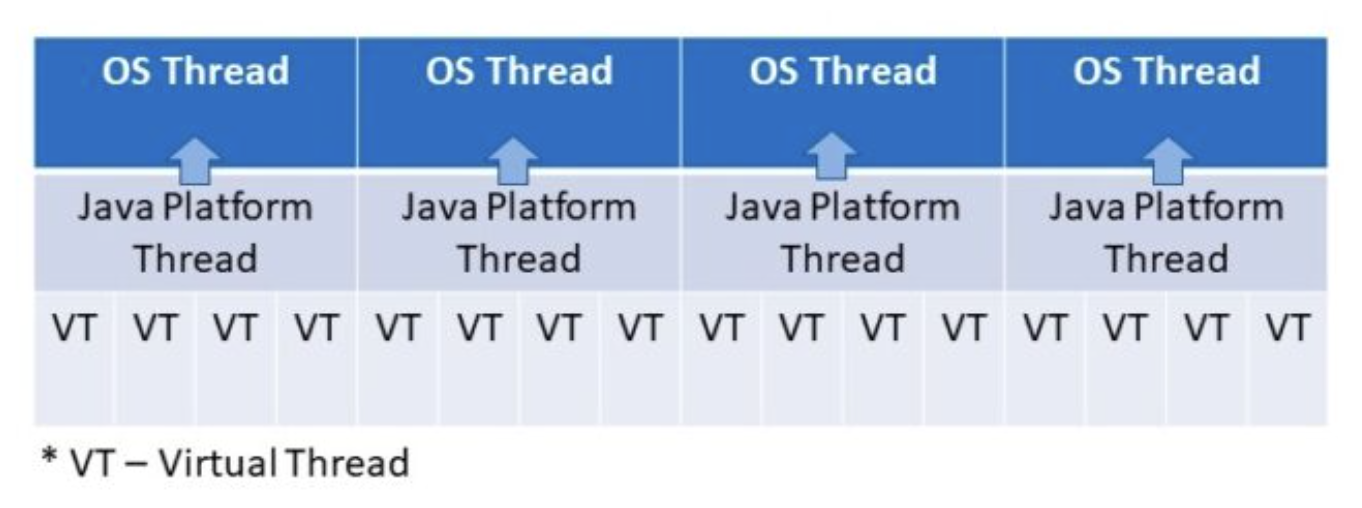 OS Thread OS Thread OS Thread OS Thread
Java Platform Java Platform Java Platform Java Platform
Thread Thread Thread Thread
VT VT VT VT VT VT VT VT VT VT VT VT VT VT VT VT
* VT – Virtual Thread